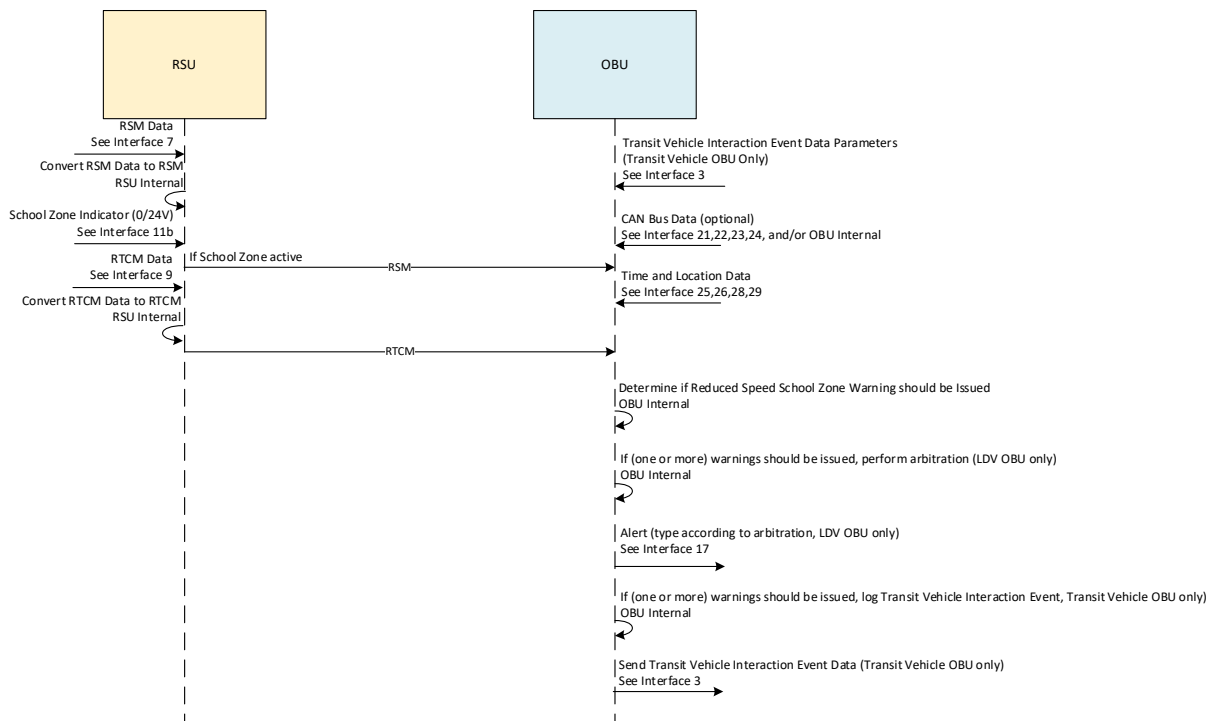 RSU
OBU
RSM Data
See Interface 7
Convert RSM Data to RSM
RSU Internal
School Zone Indicator (0/24V)
See Interface 11b
If School Zone active
RSM
RTCM Data
See Interface 9
Convert RTCM Data to RTCM
RSU Internal
RTCM
Transit Vehicle Interaction Event Data Parameters
(Transit Vehicle OBU Only)
See Interface 3
CAN Bus Data (optional)
See Interface 21,22,23,24, and/or OBU Internal
Time and Location Data
See Interface 25,26,28,29
Determine if Reduced Speed School Zone Warning should be Issued
OBU Internal
If (one or more) warnings should be issued, perform arbitration (LDV OBU only)
OBU Internal
Alert (type according to arbitration, LDV OBU only)
See Interface 17
If (one or more) warnings should be issued, log Transit Vehicle Interaction Event, Transit Vehicle OBU only)
OBU Internal
Send Transit Vehicle Interaction Event Data (Transit Vehicle OBU only)
See Interface 3